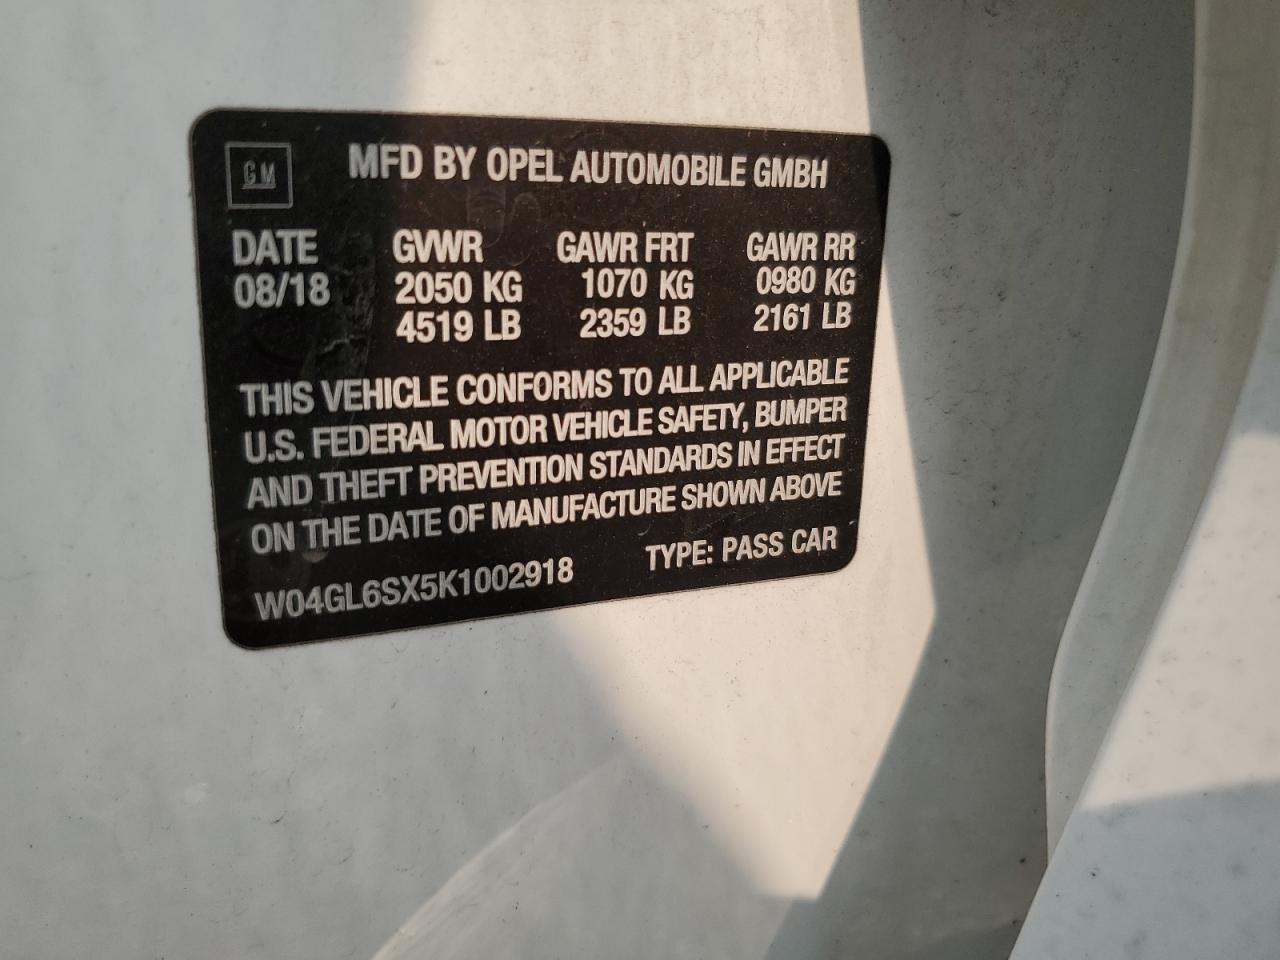 GM MFD BY OPEL AUTOMOBILE GMBH
DATE GVWR GAWR FRT GAWR RR
08/18 2050 KG 1070 KG 0980 KG
4519 LB 2359 LB 2161 LB
THIS VEHICLE CONFORMS TO ALL APPLICABLE
U.S. FEDERAL MOTOR VEHICLE SAFETY, BUMPER
AND THEFT PREVENTION STANDARDS IN EFFECT
ON THE DATE OF MANUFACTURE SHOWN ABOVE
W04GL6SX5K1002918 TYPE: PASS CAR